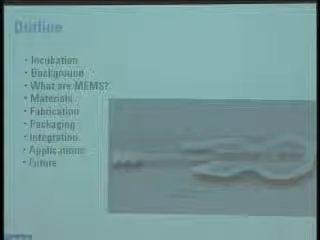 Outline
• Incubation
• Background
• What are MEMS?
• Materials
• Fabrication
• Packaging
• Integration
• Applications
• Future